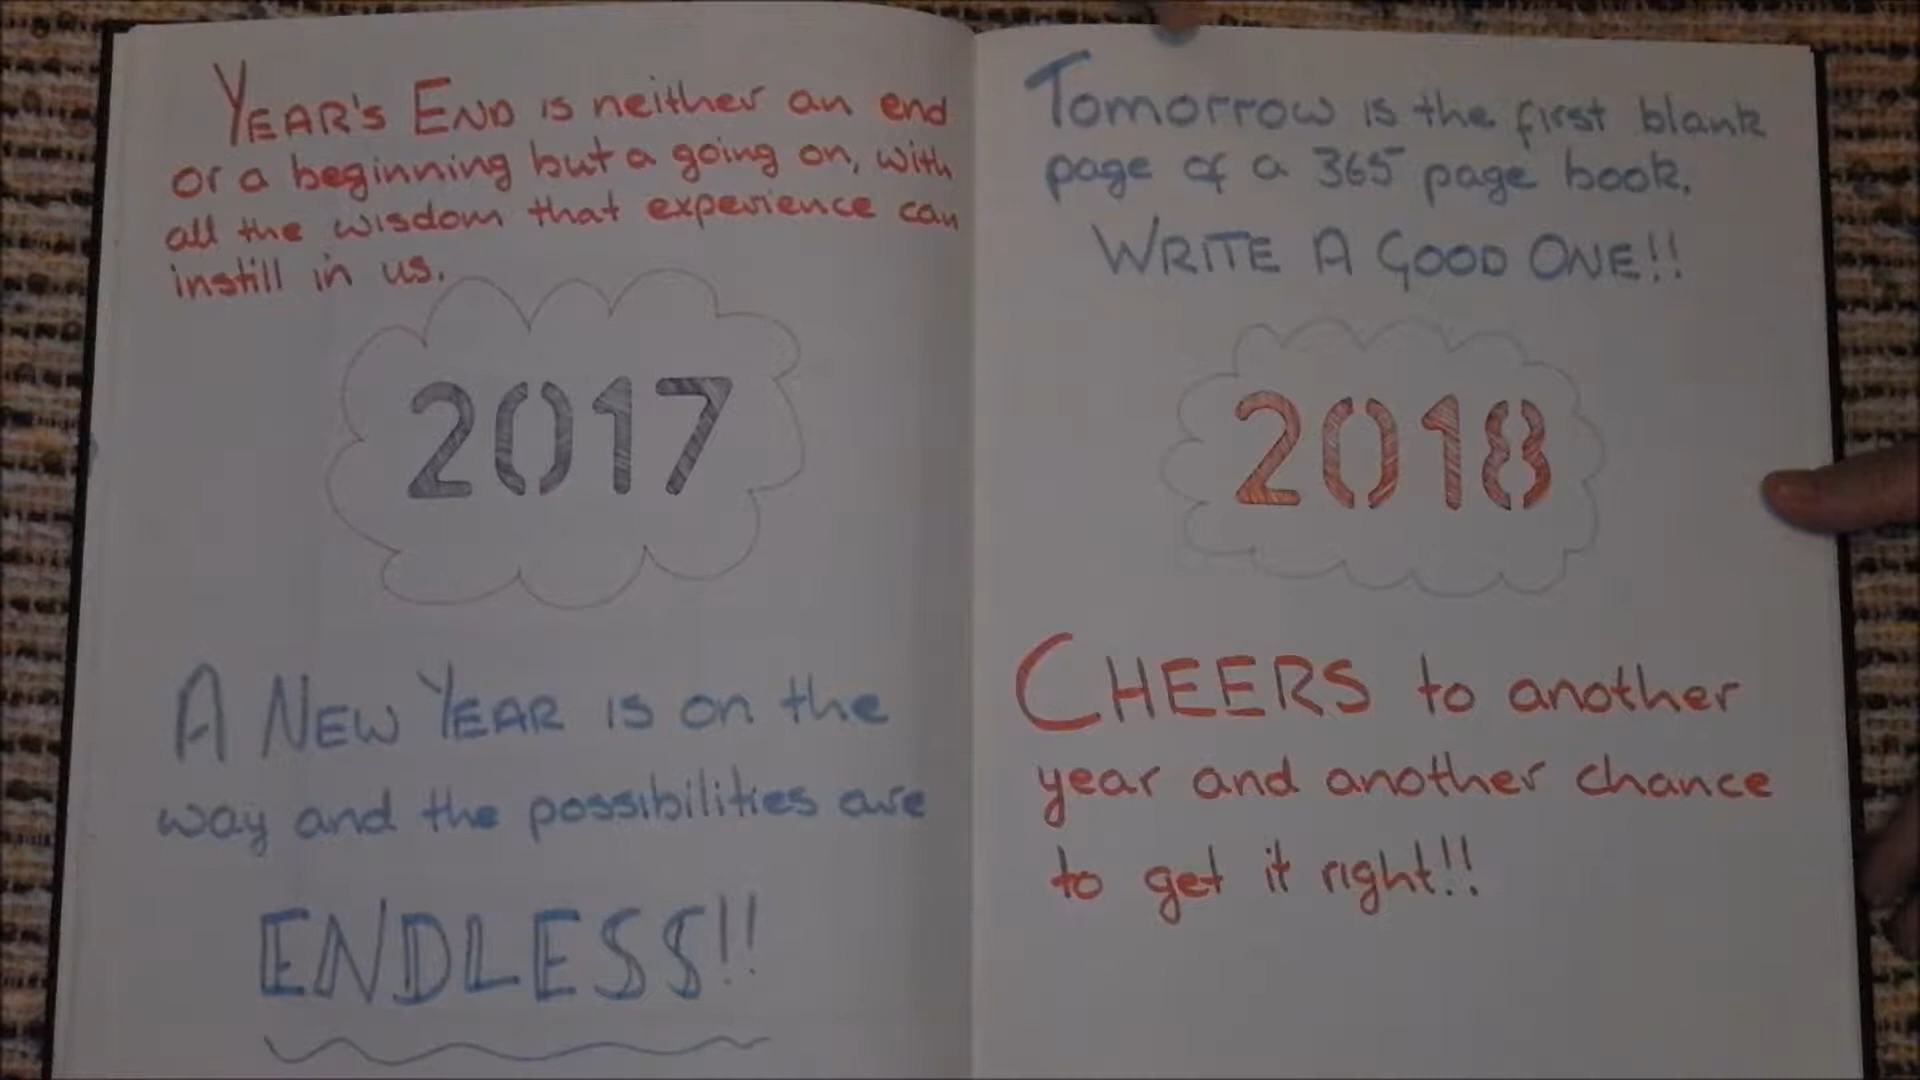 YEAR'S END is neither an end
or a beginning but a going on, with
all the wisdom that experience can
instill in us.
2017
A NEW YEAR is on the
way and the possibilities are
ENDLESS!!
Tomorrow is the first blank
page of a 365 page book.
WRITE A GOOD ONE!!
2018
CHEERS to another
year and another chance
to get it right!!